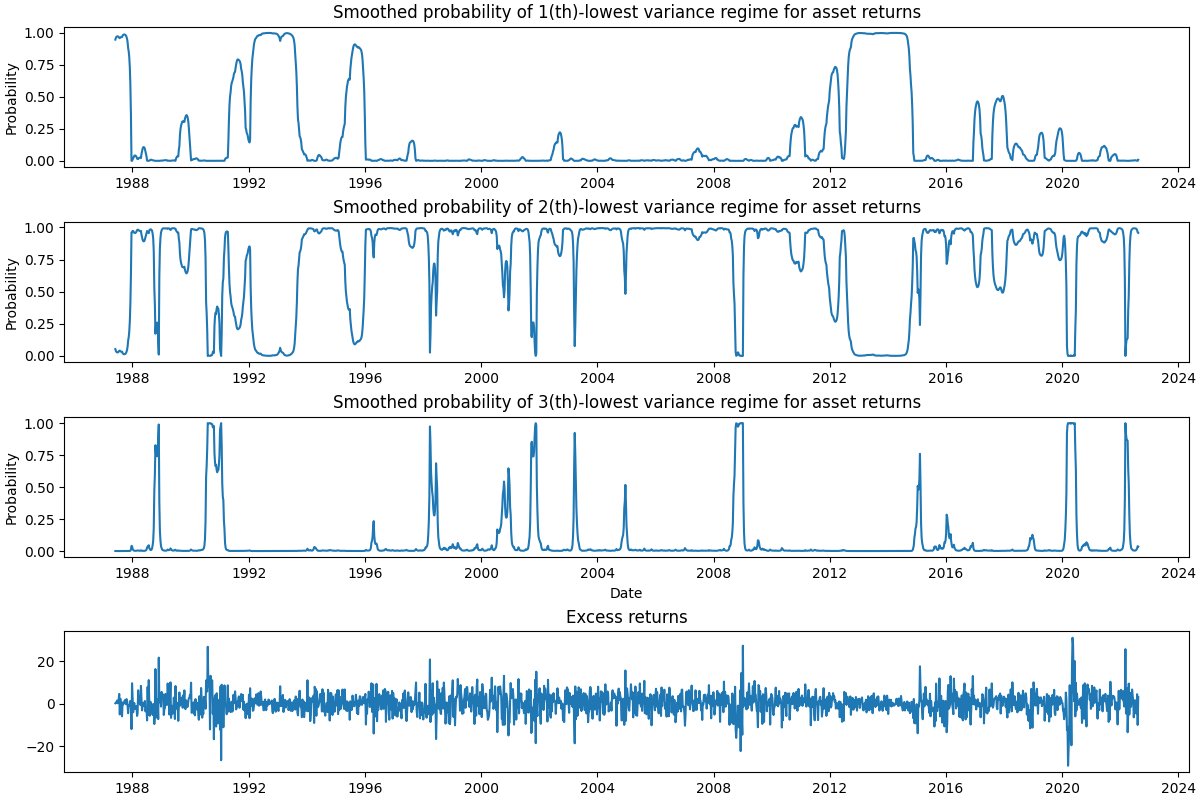 Smoothed probability of 1(th)-lowest variance regime for asset returns
1.00
0.75
0.50
0.25
0.00
Probability
1988 1992 1996 2000 2004 2008 2012 2016 2020 2024
Smoothed probability of 2(th)-lowest variance regime for asset returns
1.00
0.75
0.50
0.25
0.00
Probability
1988 1992 1996 2000 2004 2008 2012 2016 2020 2024
Smoothed probability of 3(th)-lowest variance regime for asset returns
1.00
0.75
0.50
0.25
0.00
Probability
1988 1992 1996 2000 2004 2008 2012 2016 2020 2024
Date
Excess returns
20
0
−20
1988 1992 1996 2000 2004 2008 2012 2016 2020 2024